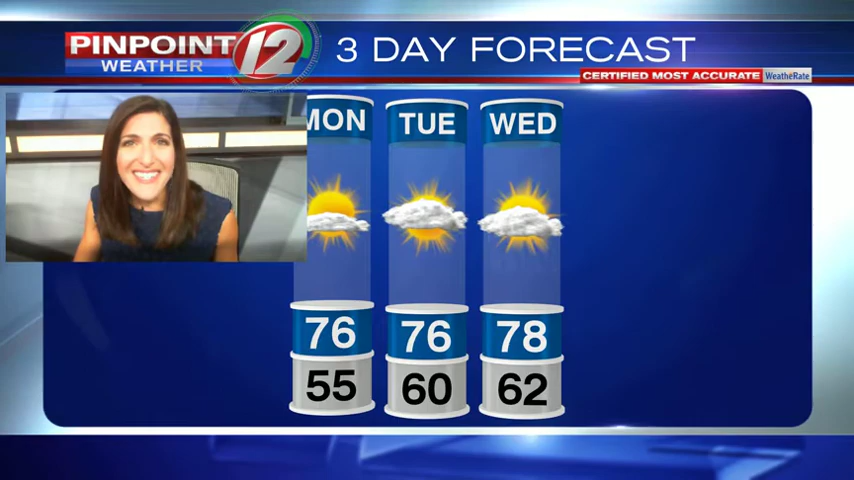 PINPOINT 12
WEATHER
3 DAY FORECAST
CERTIFIED MOST ACCURATE WeatheRate
MON TUE WED
76 76 78
55 60 62